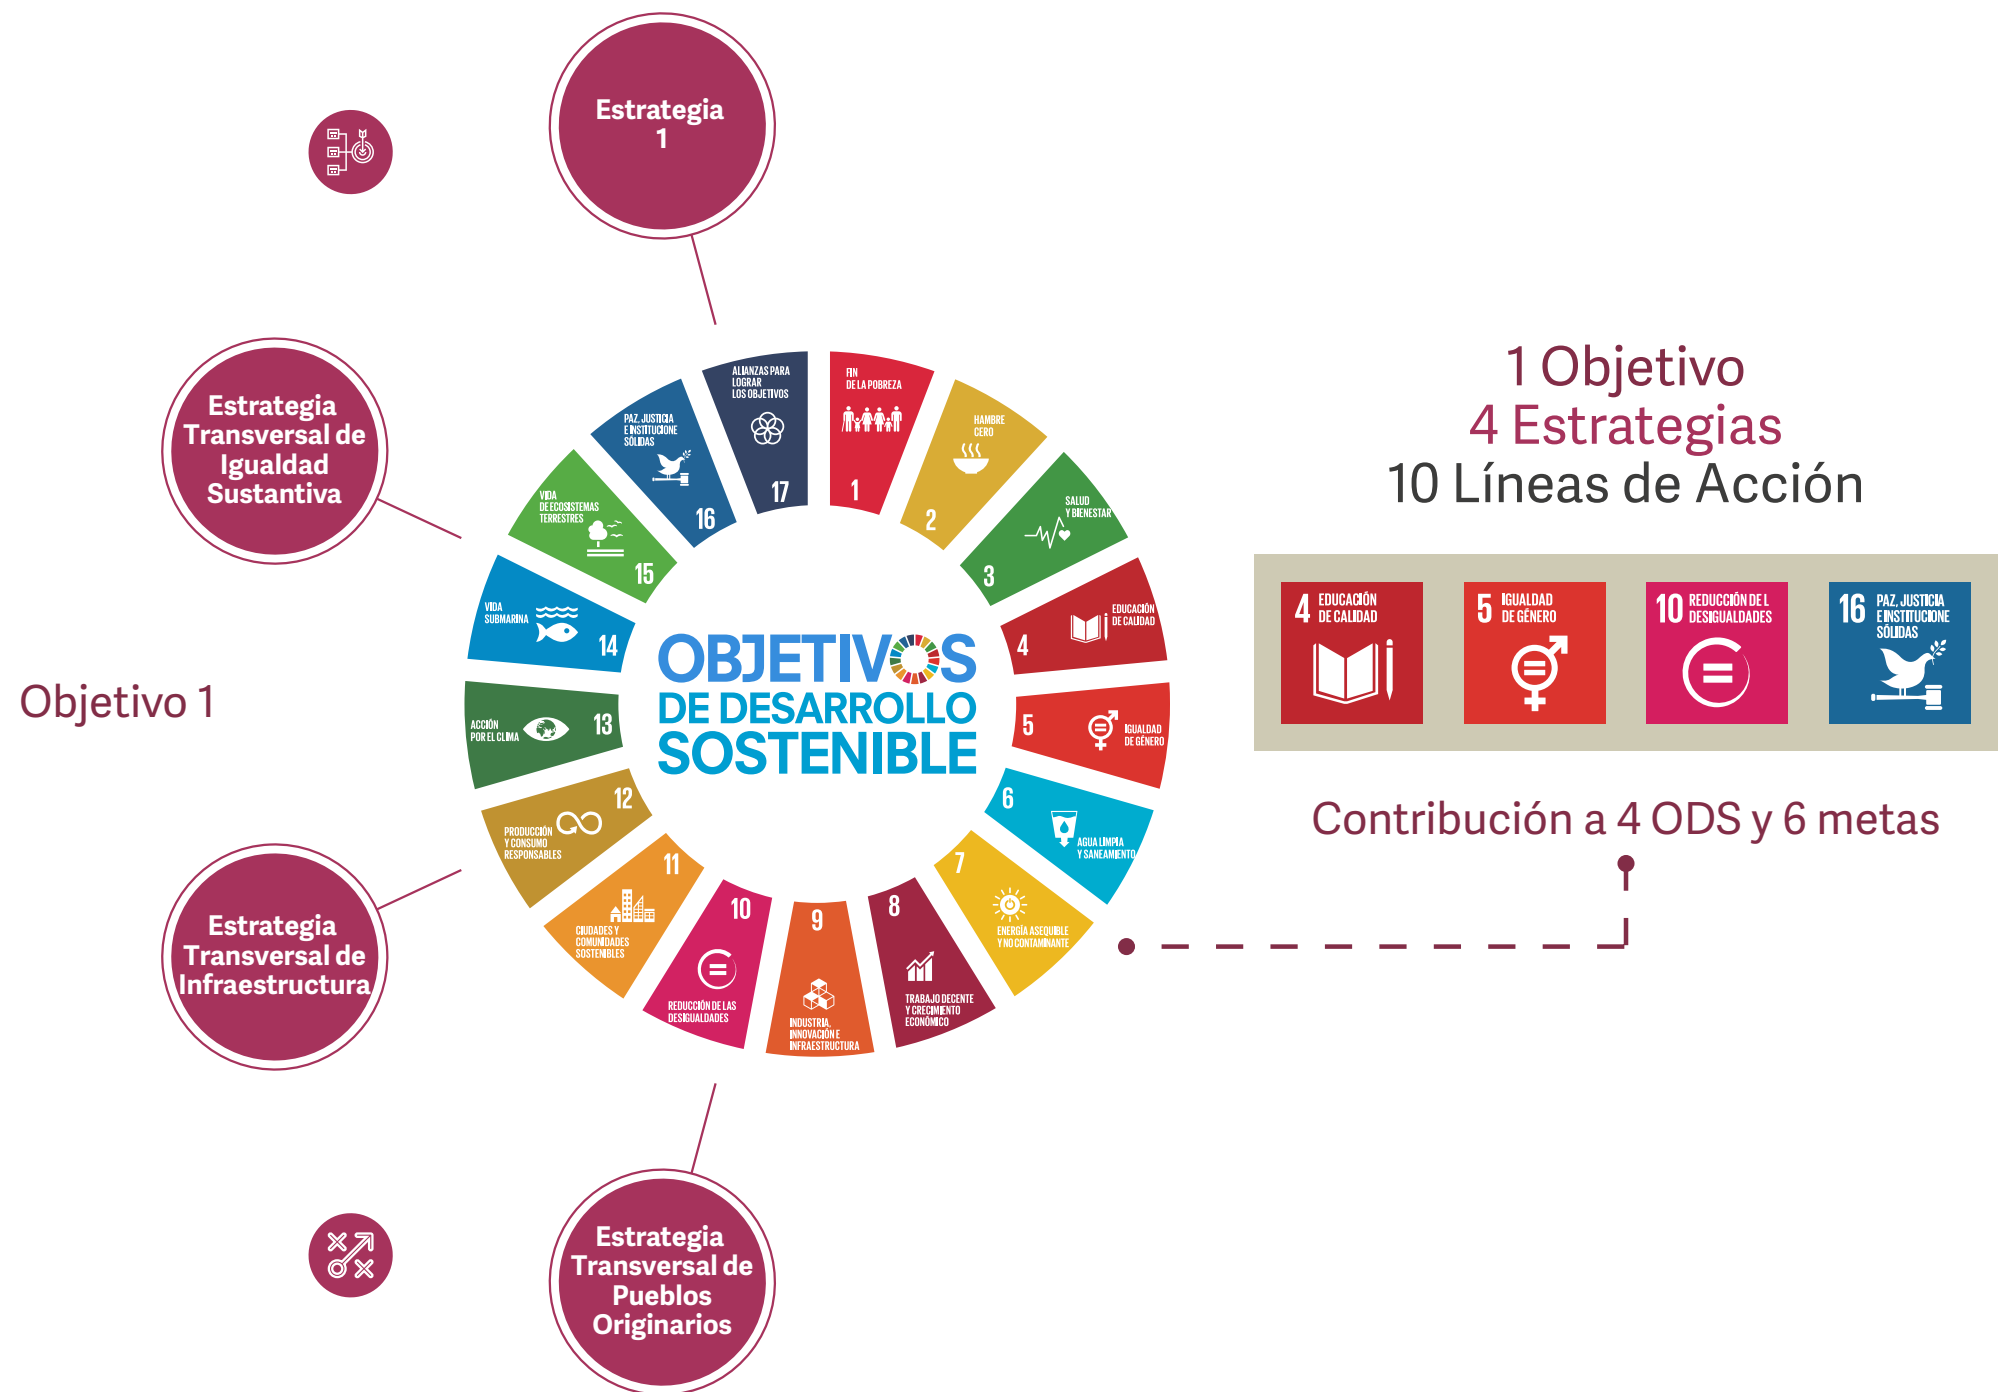 Estrategia
1
Estrategia
Transversal de
Igualdad
Sustantiva
Objetivo 1
Estrategia
Transversal de
Infraestructura
Estrategia
Transversal de
Pueblos
Originarios
OBJETIVOS
DE DESARROLLO
SOSTENIBLE
FIN
DE LA POBREZA
1
HAMBRE
CERO
2
SALUD
Y BIENESTAR
3
EDUCACIÓN
DE CALIDAD
4
5
IGUALDAD
DE GÉNERO
6
AGUA LIMPIA
Y SANEAMIENTO
7
ENERGÍA ASEQUIBLE
Y NO CONTAMINANTE
8
TRABAJO DECENTE
Y CRECIMIENTO
ECONÓMICO
9
INDUSTRIA,
INNOVACIÓN E
INFRAESTRUCTURA
10
REDUCCIÓN DE LAS
DESIGUALDADES
11
CIUDADES Y
COMUNIDADES
SOSTENIBLES
12
PRODUCCIÓN
Y CONSUMO
RESPONSABLES
ACCIÓN
POR EL CLIMA
13
VIDA
SUBMARINA
14
VIDA
DE ECOSISTEMAS
TERRESTRES
15
PAZ, JUSTICIA
E INSTITUCIONE
SÓLIDAS
16
ALIANZAS PARA
LOGRAR
LOS OBJETIVOS
17
1 Objetivo
4 Estrategias
10 Líneas de Acción
4 EDUCACIÓN
DE CALIDAD
5 IGUALDAD
DE GÉNERO
10 REDUCCIÓN DE L
DESIGUALDADES
16 PAZ, JUSTICIA
E INSTITUCIONE
SÓLIDAS
Contribución a 4 ODS y 6 metas